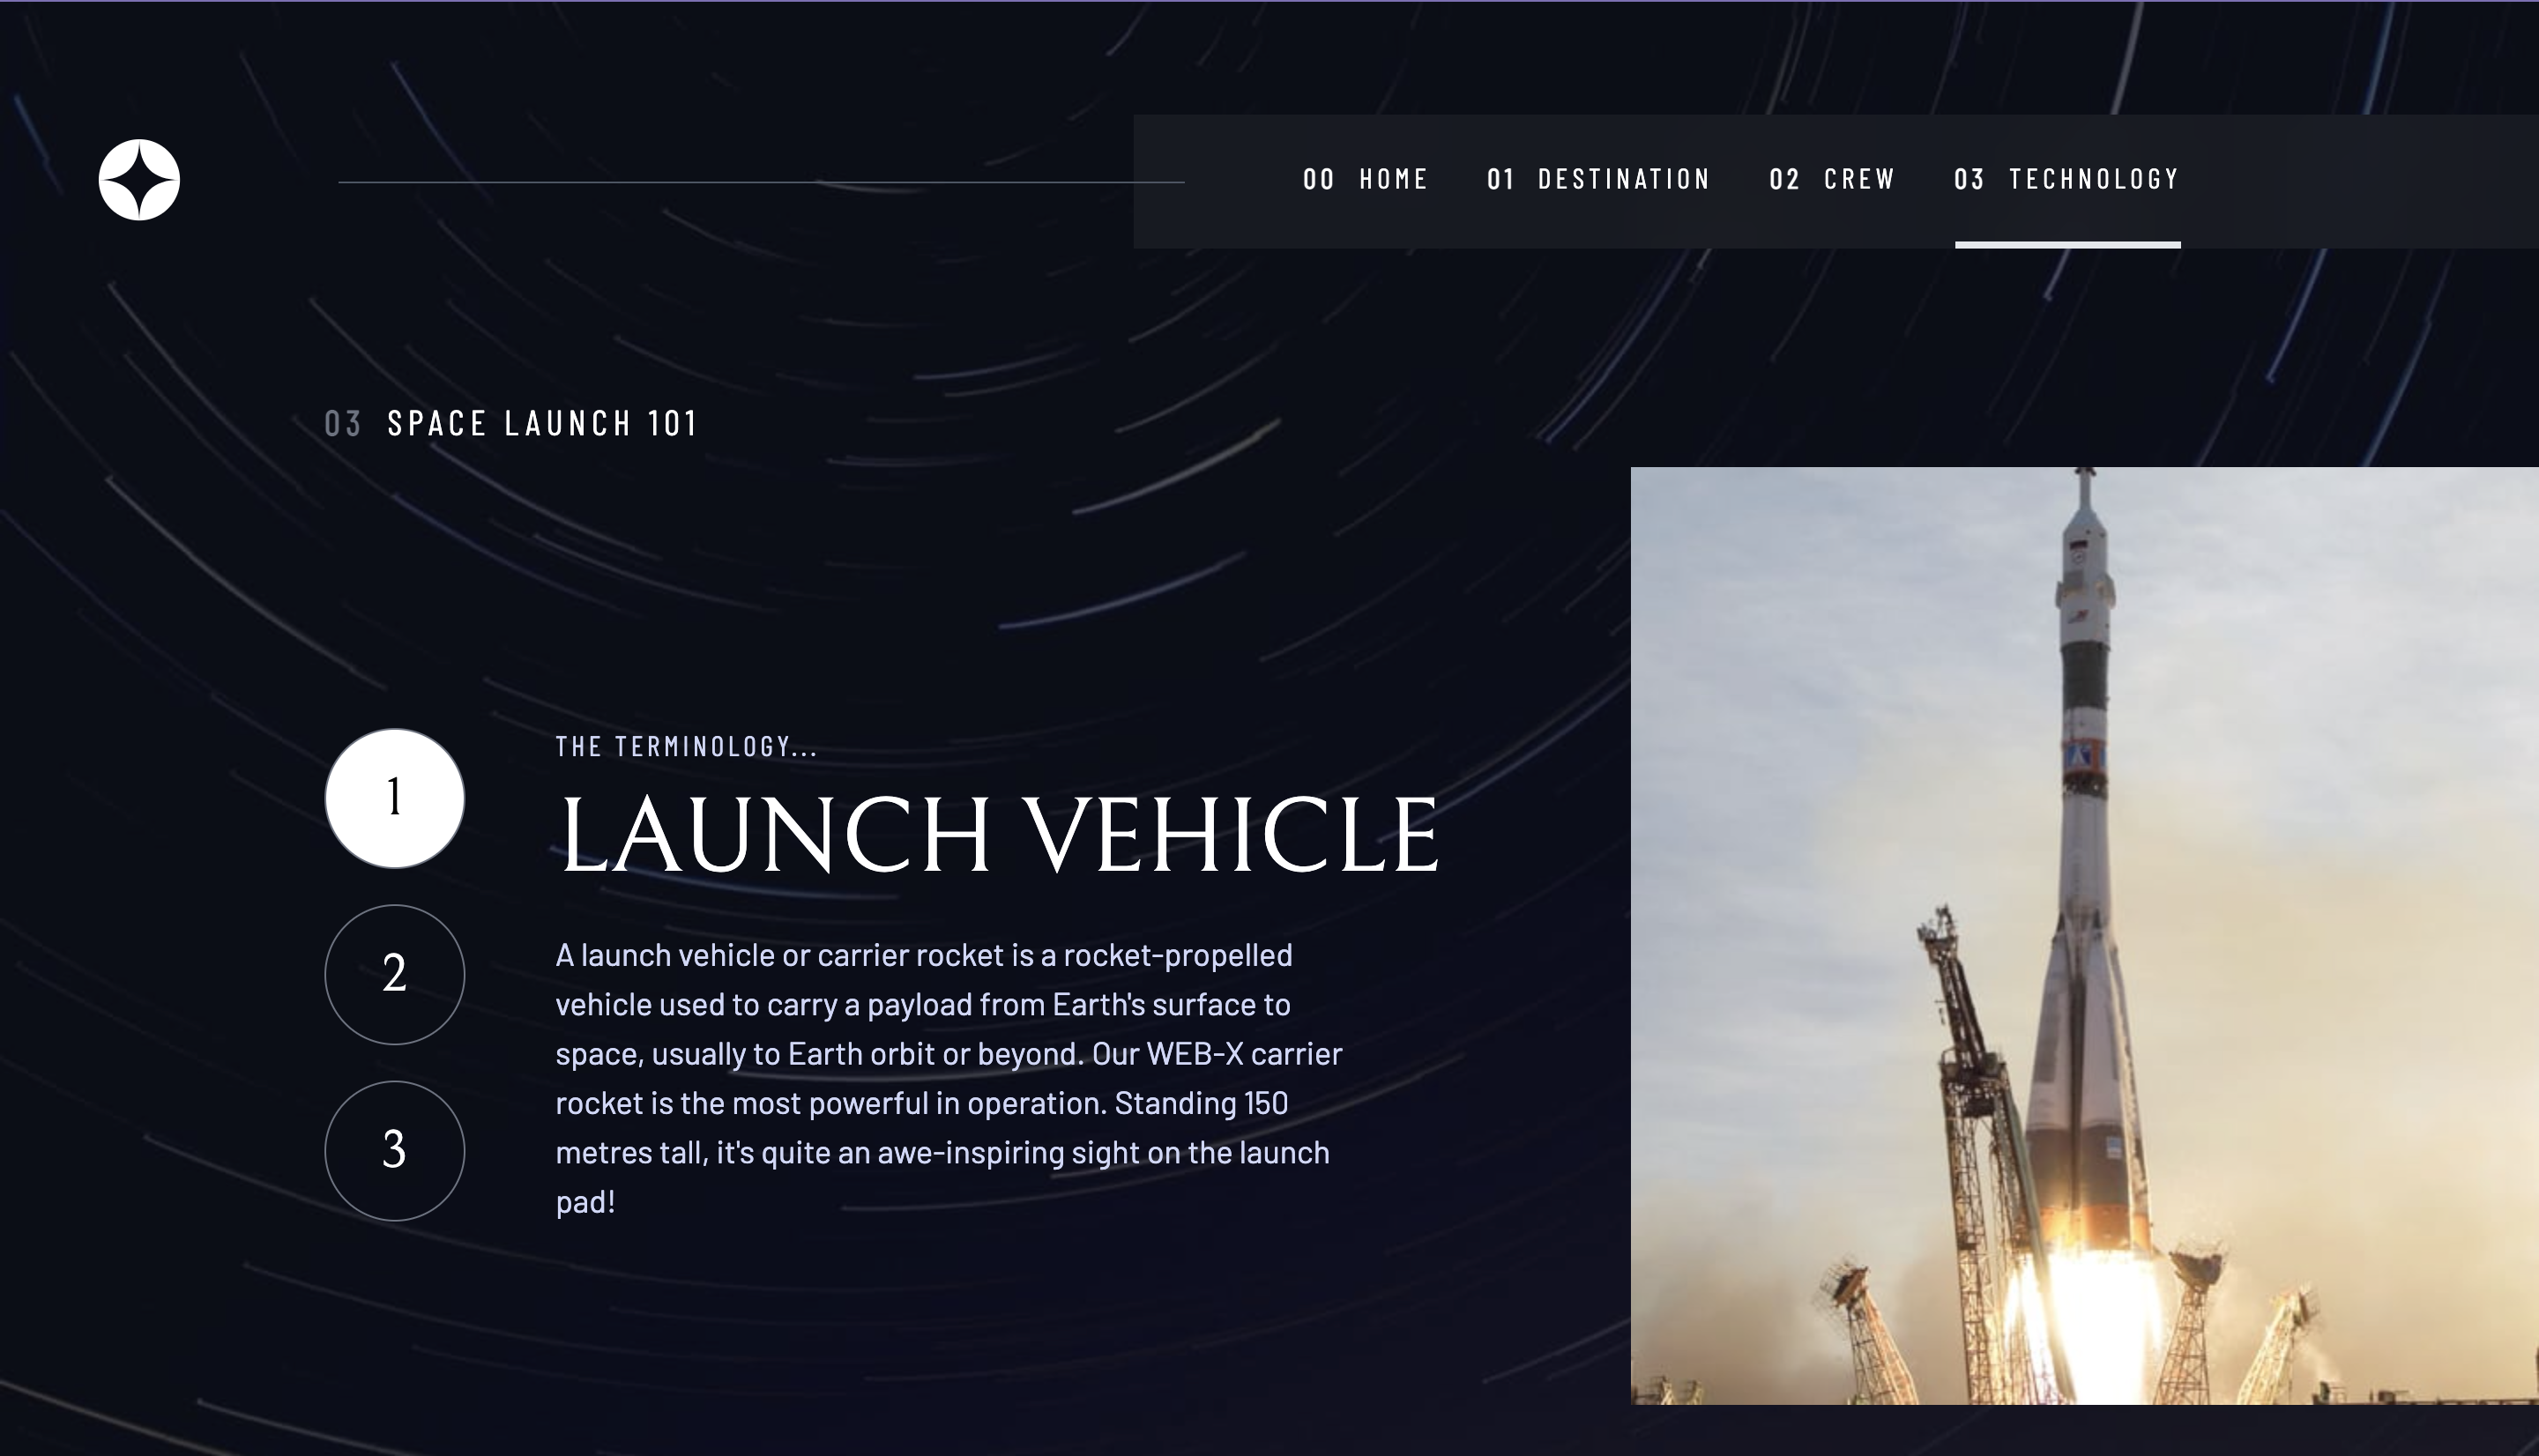 00 HOME 01 DESTINATION 02 CREW 03 TECHNOLOGY
03 SPACE LAUNCH 101
1
2
3
THE TERMINOLOGY...
LAUNCH VEHICLE
A launch vehicle or carrier rocket is a rocket-propelled
vehicle used to carry a payload from Earth's surface to
space, usually to Earth orbit or beyond. Our WEB-X carrier
rocket is the most powerful in operation. Standing 150
metres tall, it's quite an awe-inspiring sight on the launch
pad!